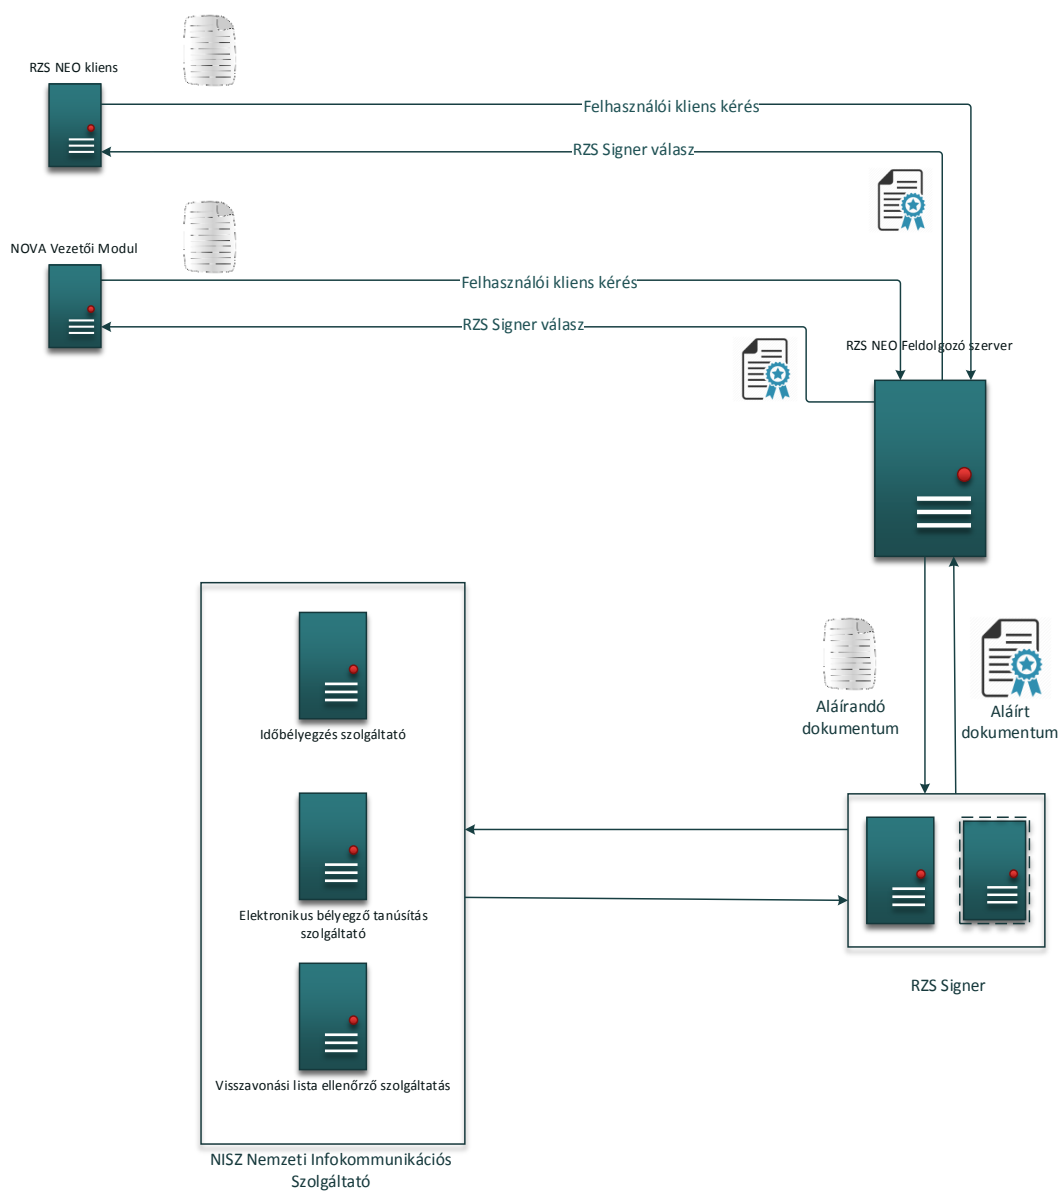 RZS NEO kliens
Felhasználói kliens kérés
RZS Signer válasz
NOVA Vezetői Modul
Felhasználói kliens kérés
RZS Signer válasz
RZS NEO Feldolgozó szerver
Aláírandó
dokumentum
Aláírt
dokumentum
Időbélyegzés szolgáltató
Elektronikus bélyegző tanúsítás
szolgáltató
RZS Signer
Visszavonási lista ellenőrző szolgáltatás
NISZ Nemzeti Infokommunikációs
Szolgáltató